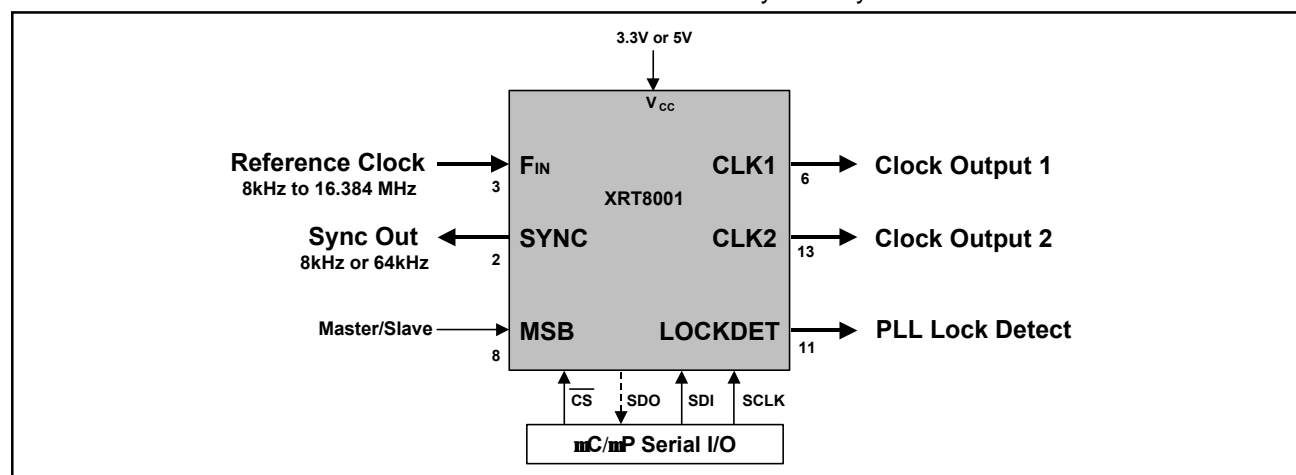 3.3V or 5V
VCC
Reference Clock
8kHz to 16.384 MHz
3
FIN
CLK1
6
Clock Output 1
XRT8001
Sync Out
8kHz or 64kHz
2
SYNC
CLK2
13
Clock Output 2
Master/Slave
8
MSB
LOCKDET
11
PLL Lock Detect
CS SDO SDI SCLK
mC/mP Serial I/O